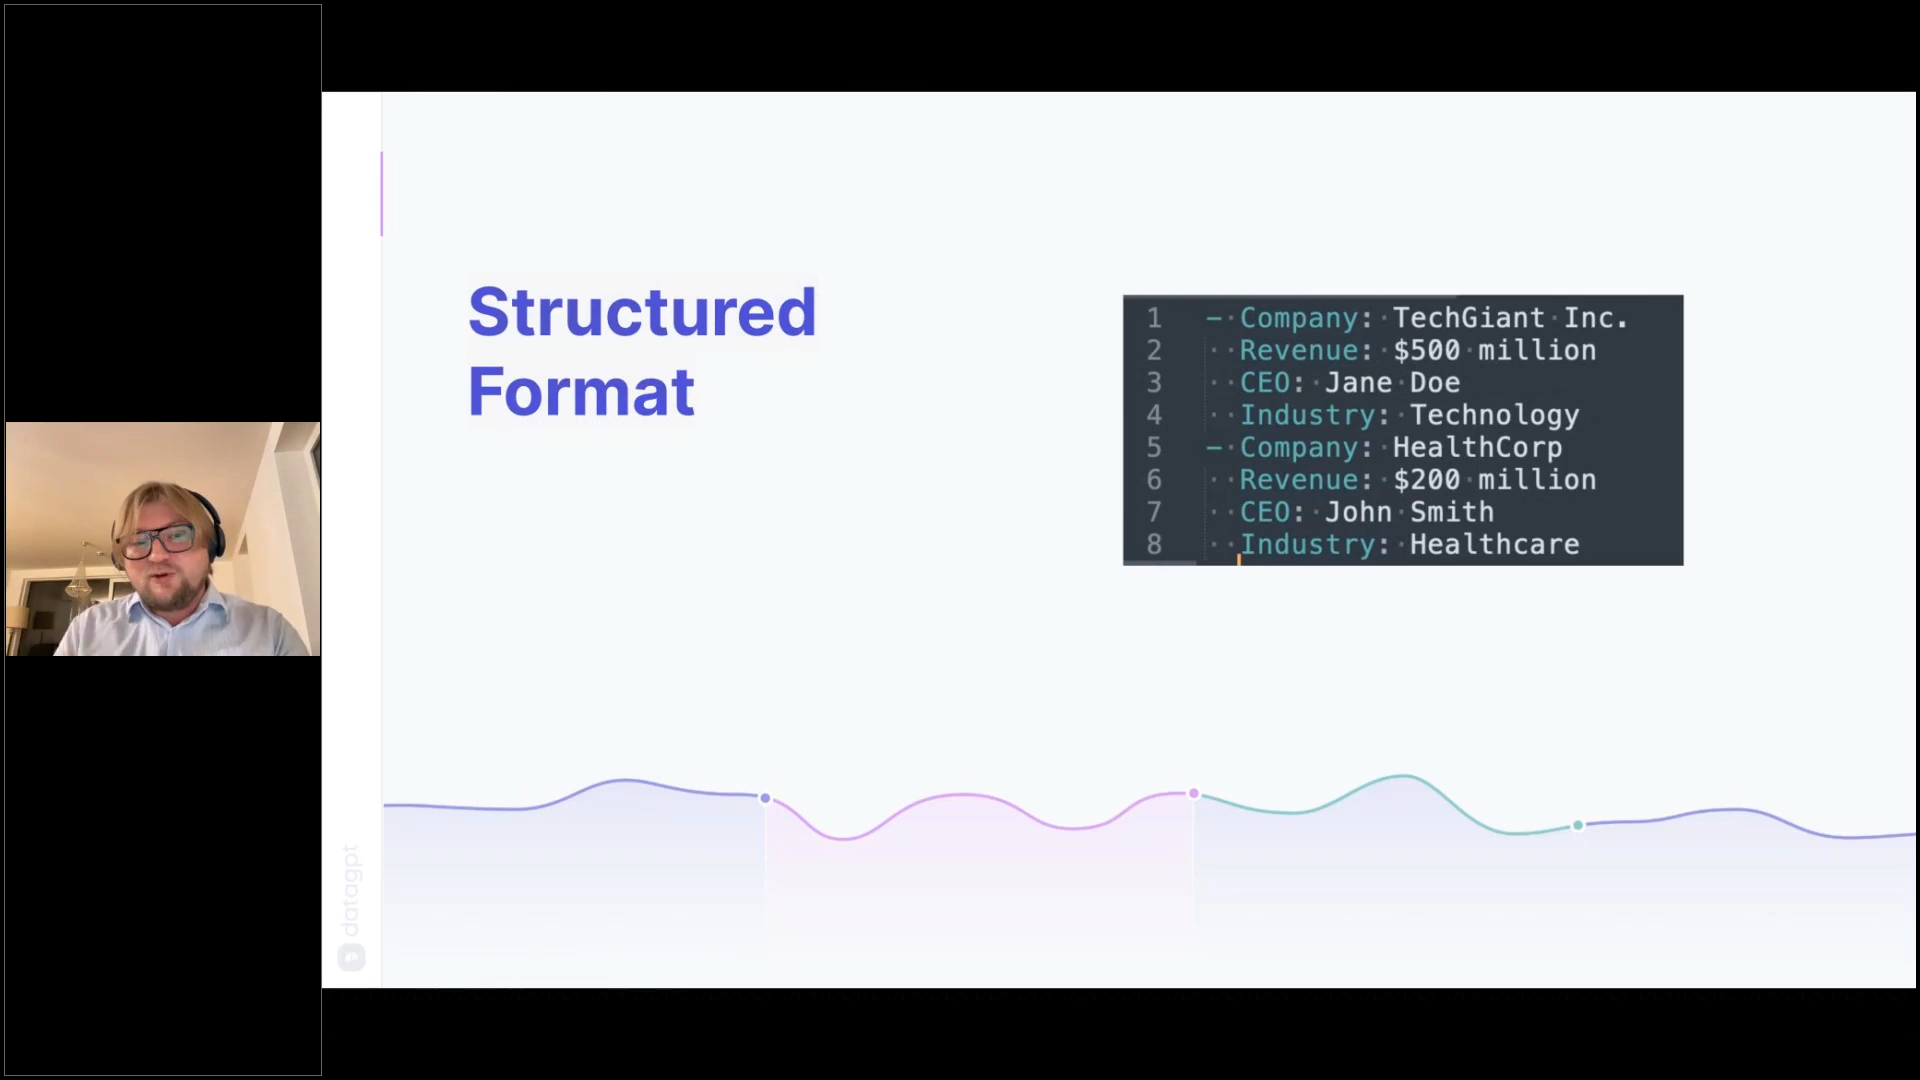 Structured
Format
1 - Company: TechGiant Inc.
2 Revenue: $500 million
3 CEO: Jane Doe
4 Industry: Technology
5 - Company: HealthCorp
6 Revenue: $200 million
7 CEO: John Smith
8 Industry: Healthcare
datagpt